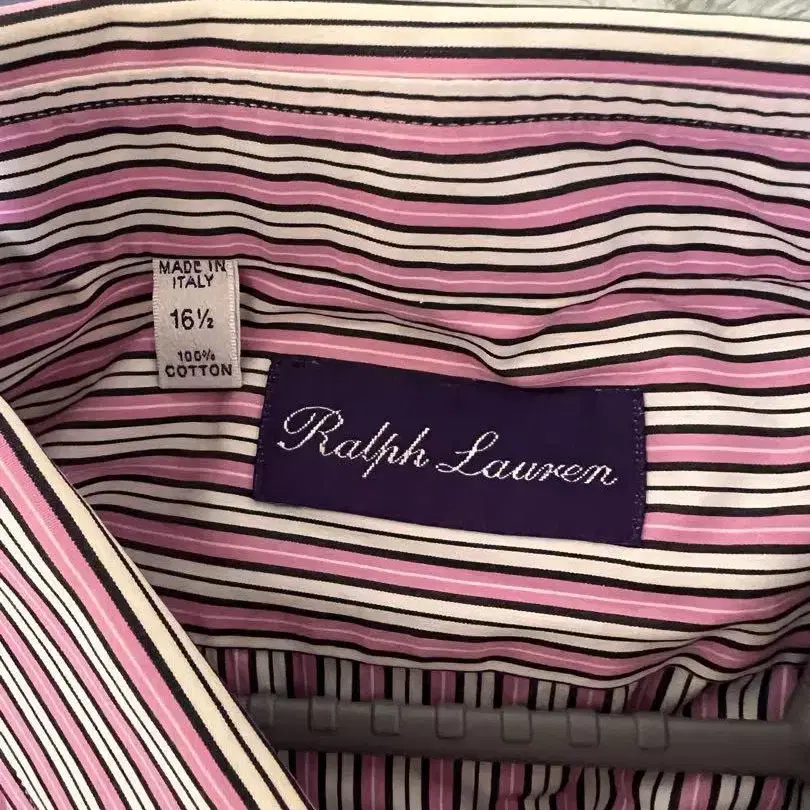 MADE IN
ITALY
16½
100%
COTTON
Ralph Lauren